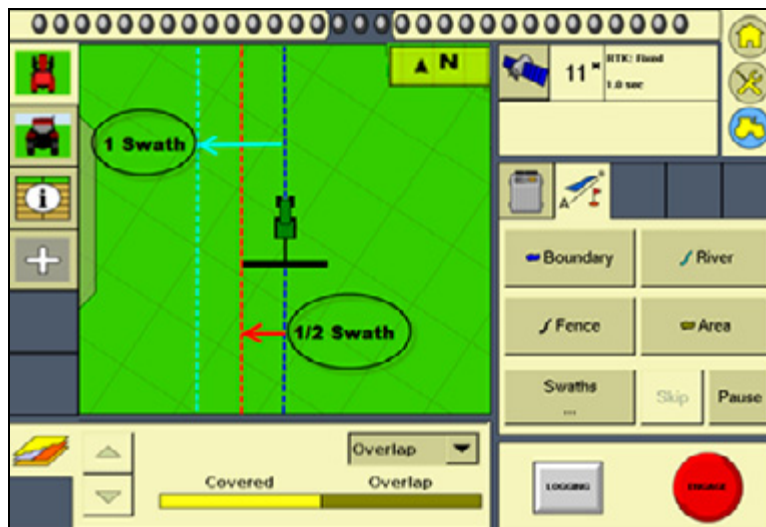 N
11
RTK: Fixed
1.0 sec
1 Swath
A
B
Boundary
River
1/2 Swath
Fence
Area
Swaths
...
Skip
Pause
Overlap
Covered
Overlap
LOGGING
ENGAGE